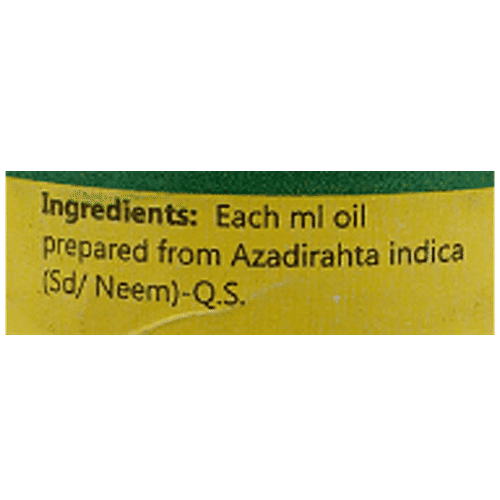 Ingredients: Each ml oil
prepared from Azadirahta indica
(Sd/ Neem)-Q.S.